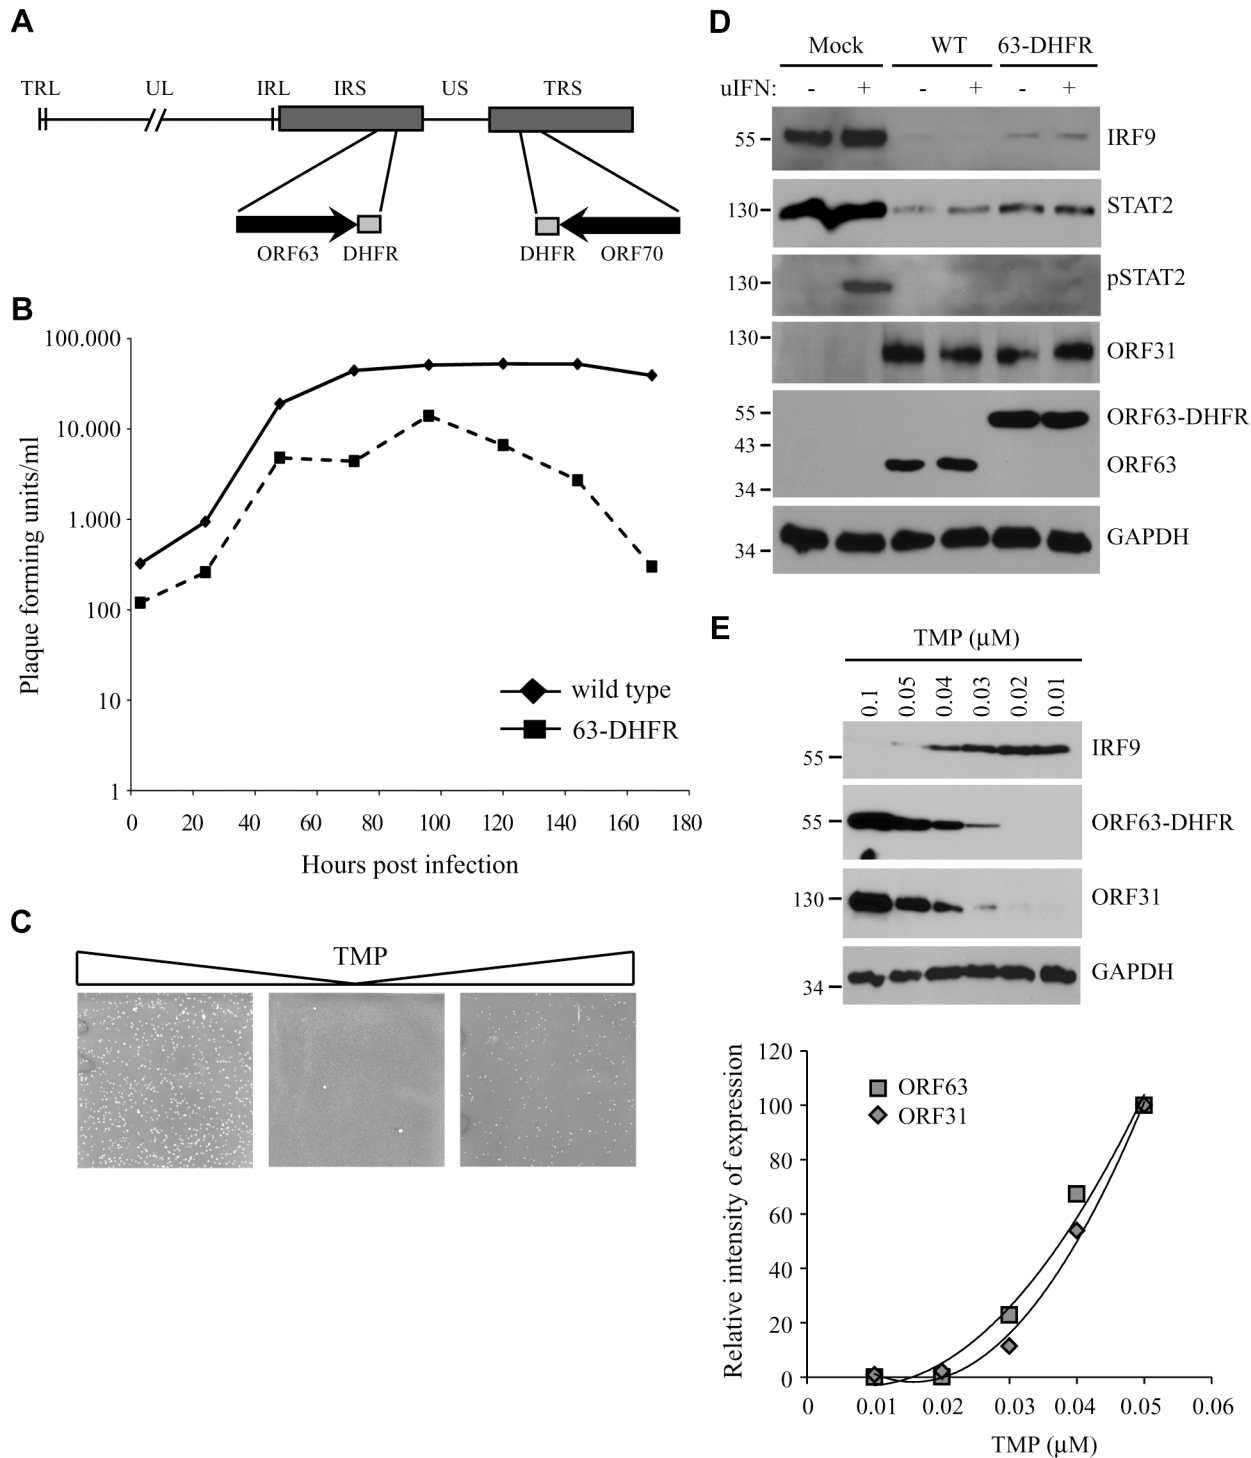 A
TRL UL IRL IRS US TRS
ORF63 DHFR DHFR ORF70
B
100.000
10.000
1.000
100
10
1
Plaque forming units/ml
wild type
63-DHFR
0 20 40 60 80 100 120 140 160 180
Hours post infection
C
TMP
D
Mock WT 63-DHFR
uIFN: - + - + - +
55 IRF9
130 STAT2
130 pSTAT2
130 ORF31
55 ORF63-DHFR
43
ORF63
34
34 GAPDH
E
TMP (µM)
0.1 0.05 0.04 0.03 0.02 0.01
55 IRF9
55 ORF63-DHFR
130 ORF31
34 GAPDH
120
100
80
60
40
20
0
Relative intensity of expression
ORF63
ORF31
0 0.01 0.02 0.03 0.04 0.05 0.06
TMP (µM)